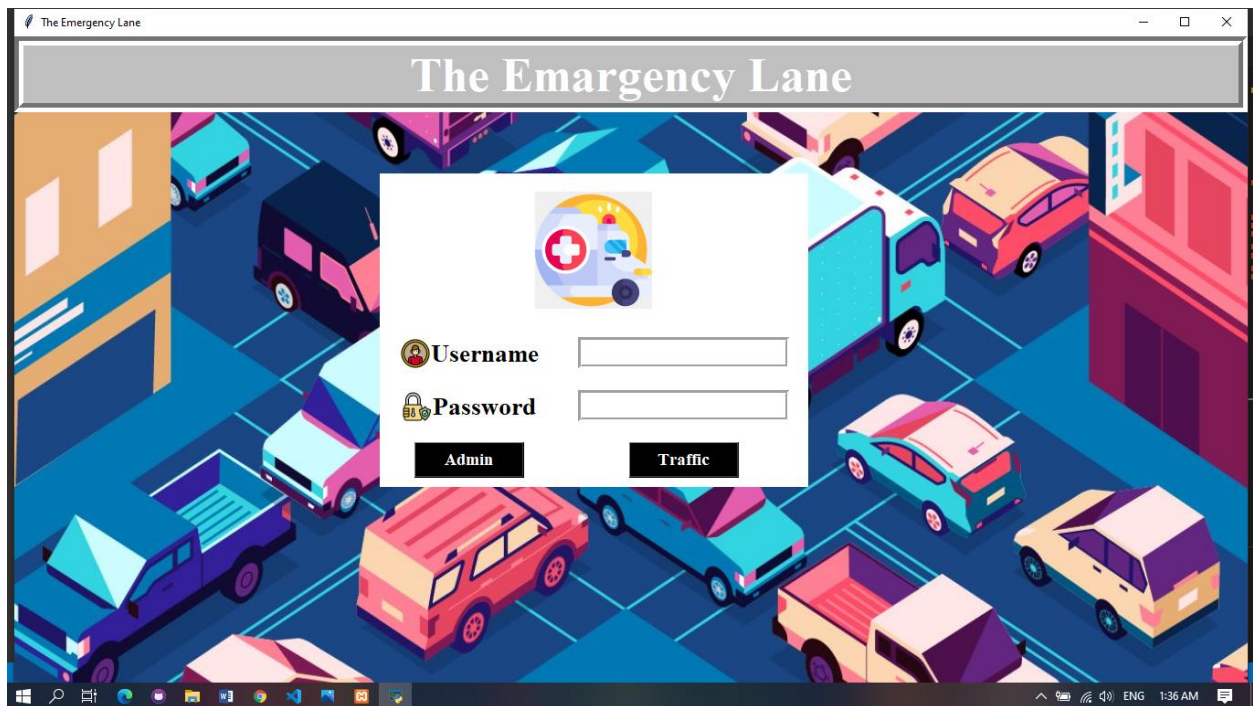 The Emergency Lane
The Emargency Lane
Username
Password
Admin
Traffic
ENG 1:36 AM